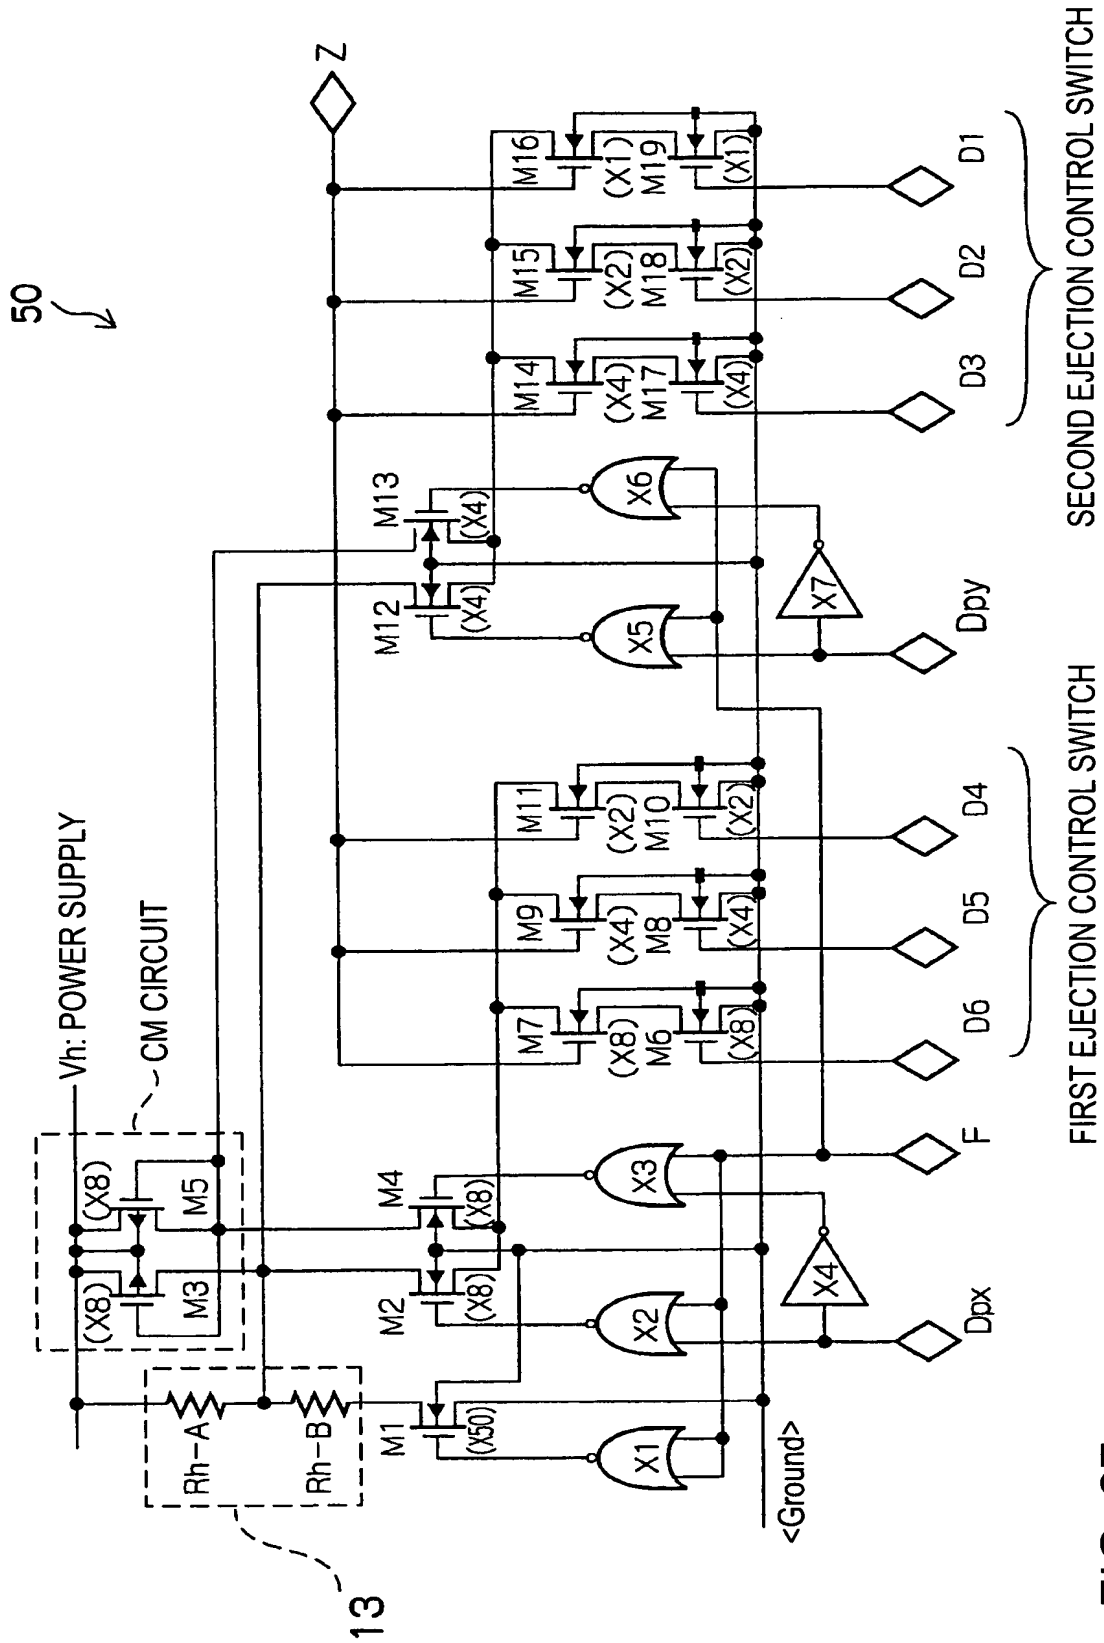 50
Vh: POWER SUPPLY
CM CIRCUIT
Z
(X8)
(X8)
M3
M5
13
Rh-A
Rh-B
M1
(X50)
M2
(X8)
M4
(X8)
M7
(X8)
M6
(X8)
M9
(X4)
M8
(X4)
M11
(X2)
M10
(X2)
M12
(X4)
M13
(X4)
M14
(X4)
M17
(X4)
M15
(X2)
M18
(X2)
M16
(X1)
M19
(X1)
X1
X2
X3
X4
X5
X6
X7
<Ground>
Dpx
F
D6
D5
D4
Dpy
D3
D2
D1
FIRST EJECTION CONTROL SWITCH
SECOND EJECTION CONTROL SWITCH